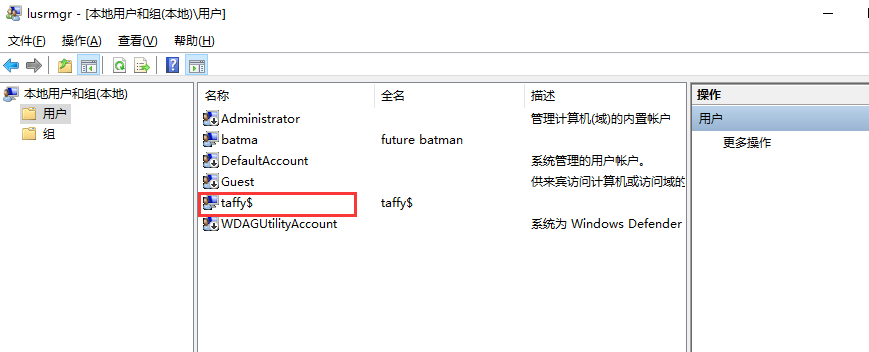 lusrmgr - [本地用户和组(本地)\用户]
文件(F) 操作(A) 查看(V) 帮助(H)
本地用户和组(本地)
用户
组
名称 全名 描述
Administrator 管理计算机(域)的内置帐户
batma future batman
DefaultAccount 系统管理的用户帐户。
Guest 供来宾访问计算机或访问域的
taffy$ taffy$
WDAGUtilityAccount 系统为 Windows Defender
操作
用户
更多操作